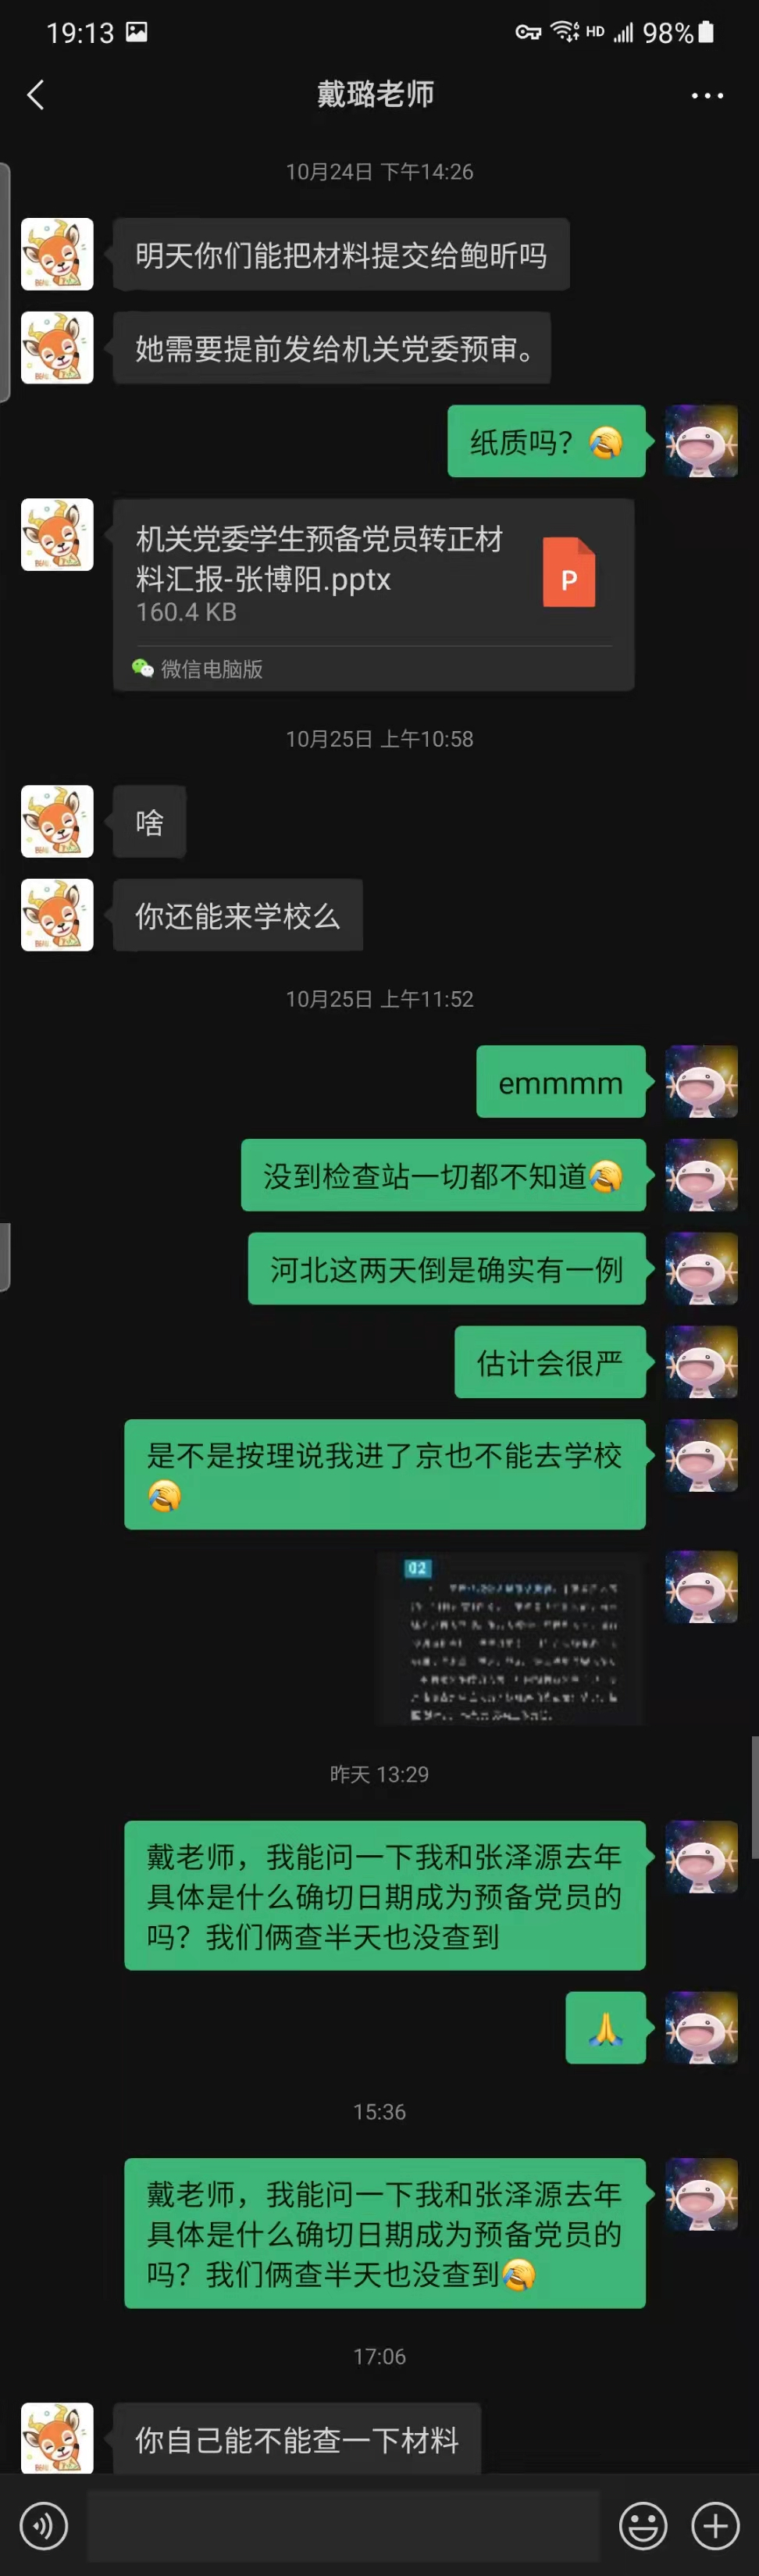 19:13
HD
98%
戴璐老师
10月24日 下午14:26
明天你们能把材料提交给鲍昕吗
她需要提前发给机关党委预审。
纸质吗？🤣
机关党委学生预备党员转正材
料汇报-张博阳.pptx
P
160.4 KB
微信电脑版
10月25日 上午10:58
啥
你还能来学校么
10月25日 上午11:52
emmmm
没到检查站一切都不知道🤣
河北这两天倒是确实有一例
估计会很严
是不是按理说我进了京也不能去学校
🤣
02
昨天 13:29
戴老师，我能问一下我和张泽源去年
具体是什么确切日期成为预备党员的
吗？我们俩查半天也没查到
🙏
15:36
戴老师，我能问一下我和张泽源去年
具体是什么确切日期成为预备党员的
吗？我们俩查半天也没查到🤣
17:06
你自己能不能查一下材料